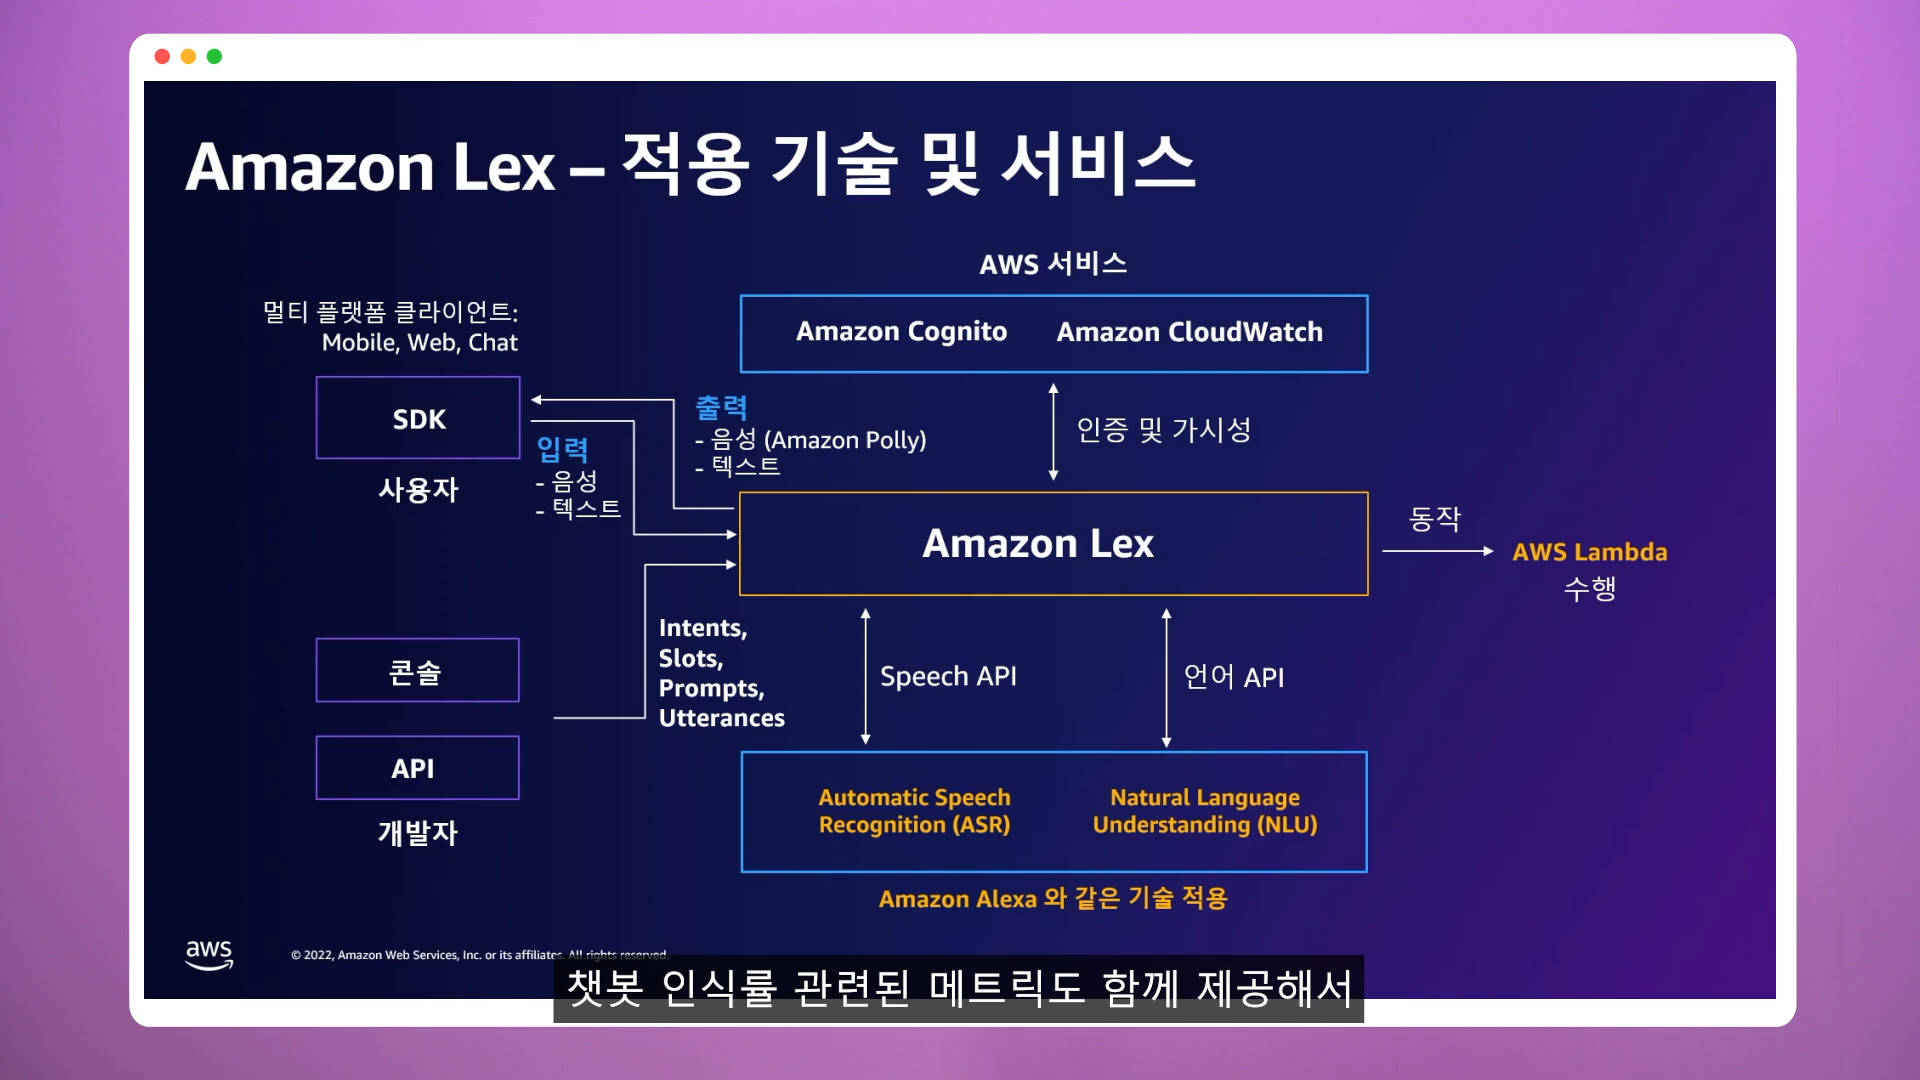 Amazon Lex – 적용 기술 및 서비스
AWS 서비스
Amazon Cognito Amazon CloudWatch
멀티 플랫폼 클라이언트:
Mobile, Web, Chat
SDK
사용자
입력
- 음성
- 텍스트
출력
- 음성 (Amazon Polly)
- 텍스트
인증 및 가시성
Amazon Lex
동작
AWS Lambda
수행
콘솔
API
개발자
Intents,
Slots,
Prompts,
Utterances
Speech API
언어 API
Automatic Speech
Recognition (ASR)
Natural Language
Understanding (NLU)
Amazon Alexa 와 같은 기술 적용
aws
© 2022, Amazon Web Services, Inc. or its affiliates. All rights reserved.
챗봇 인식률 관련된 메트릭도 함께 제공해서